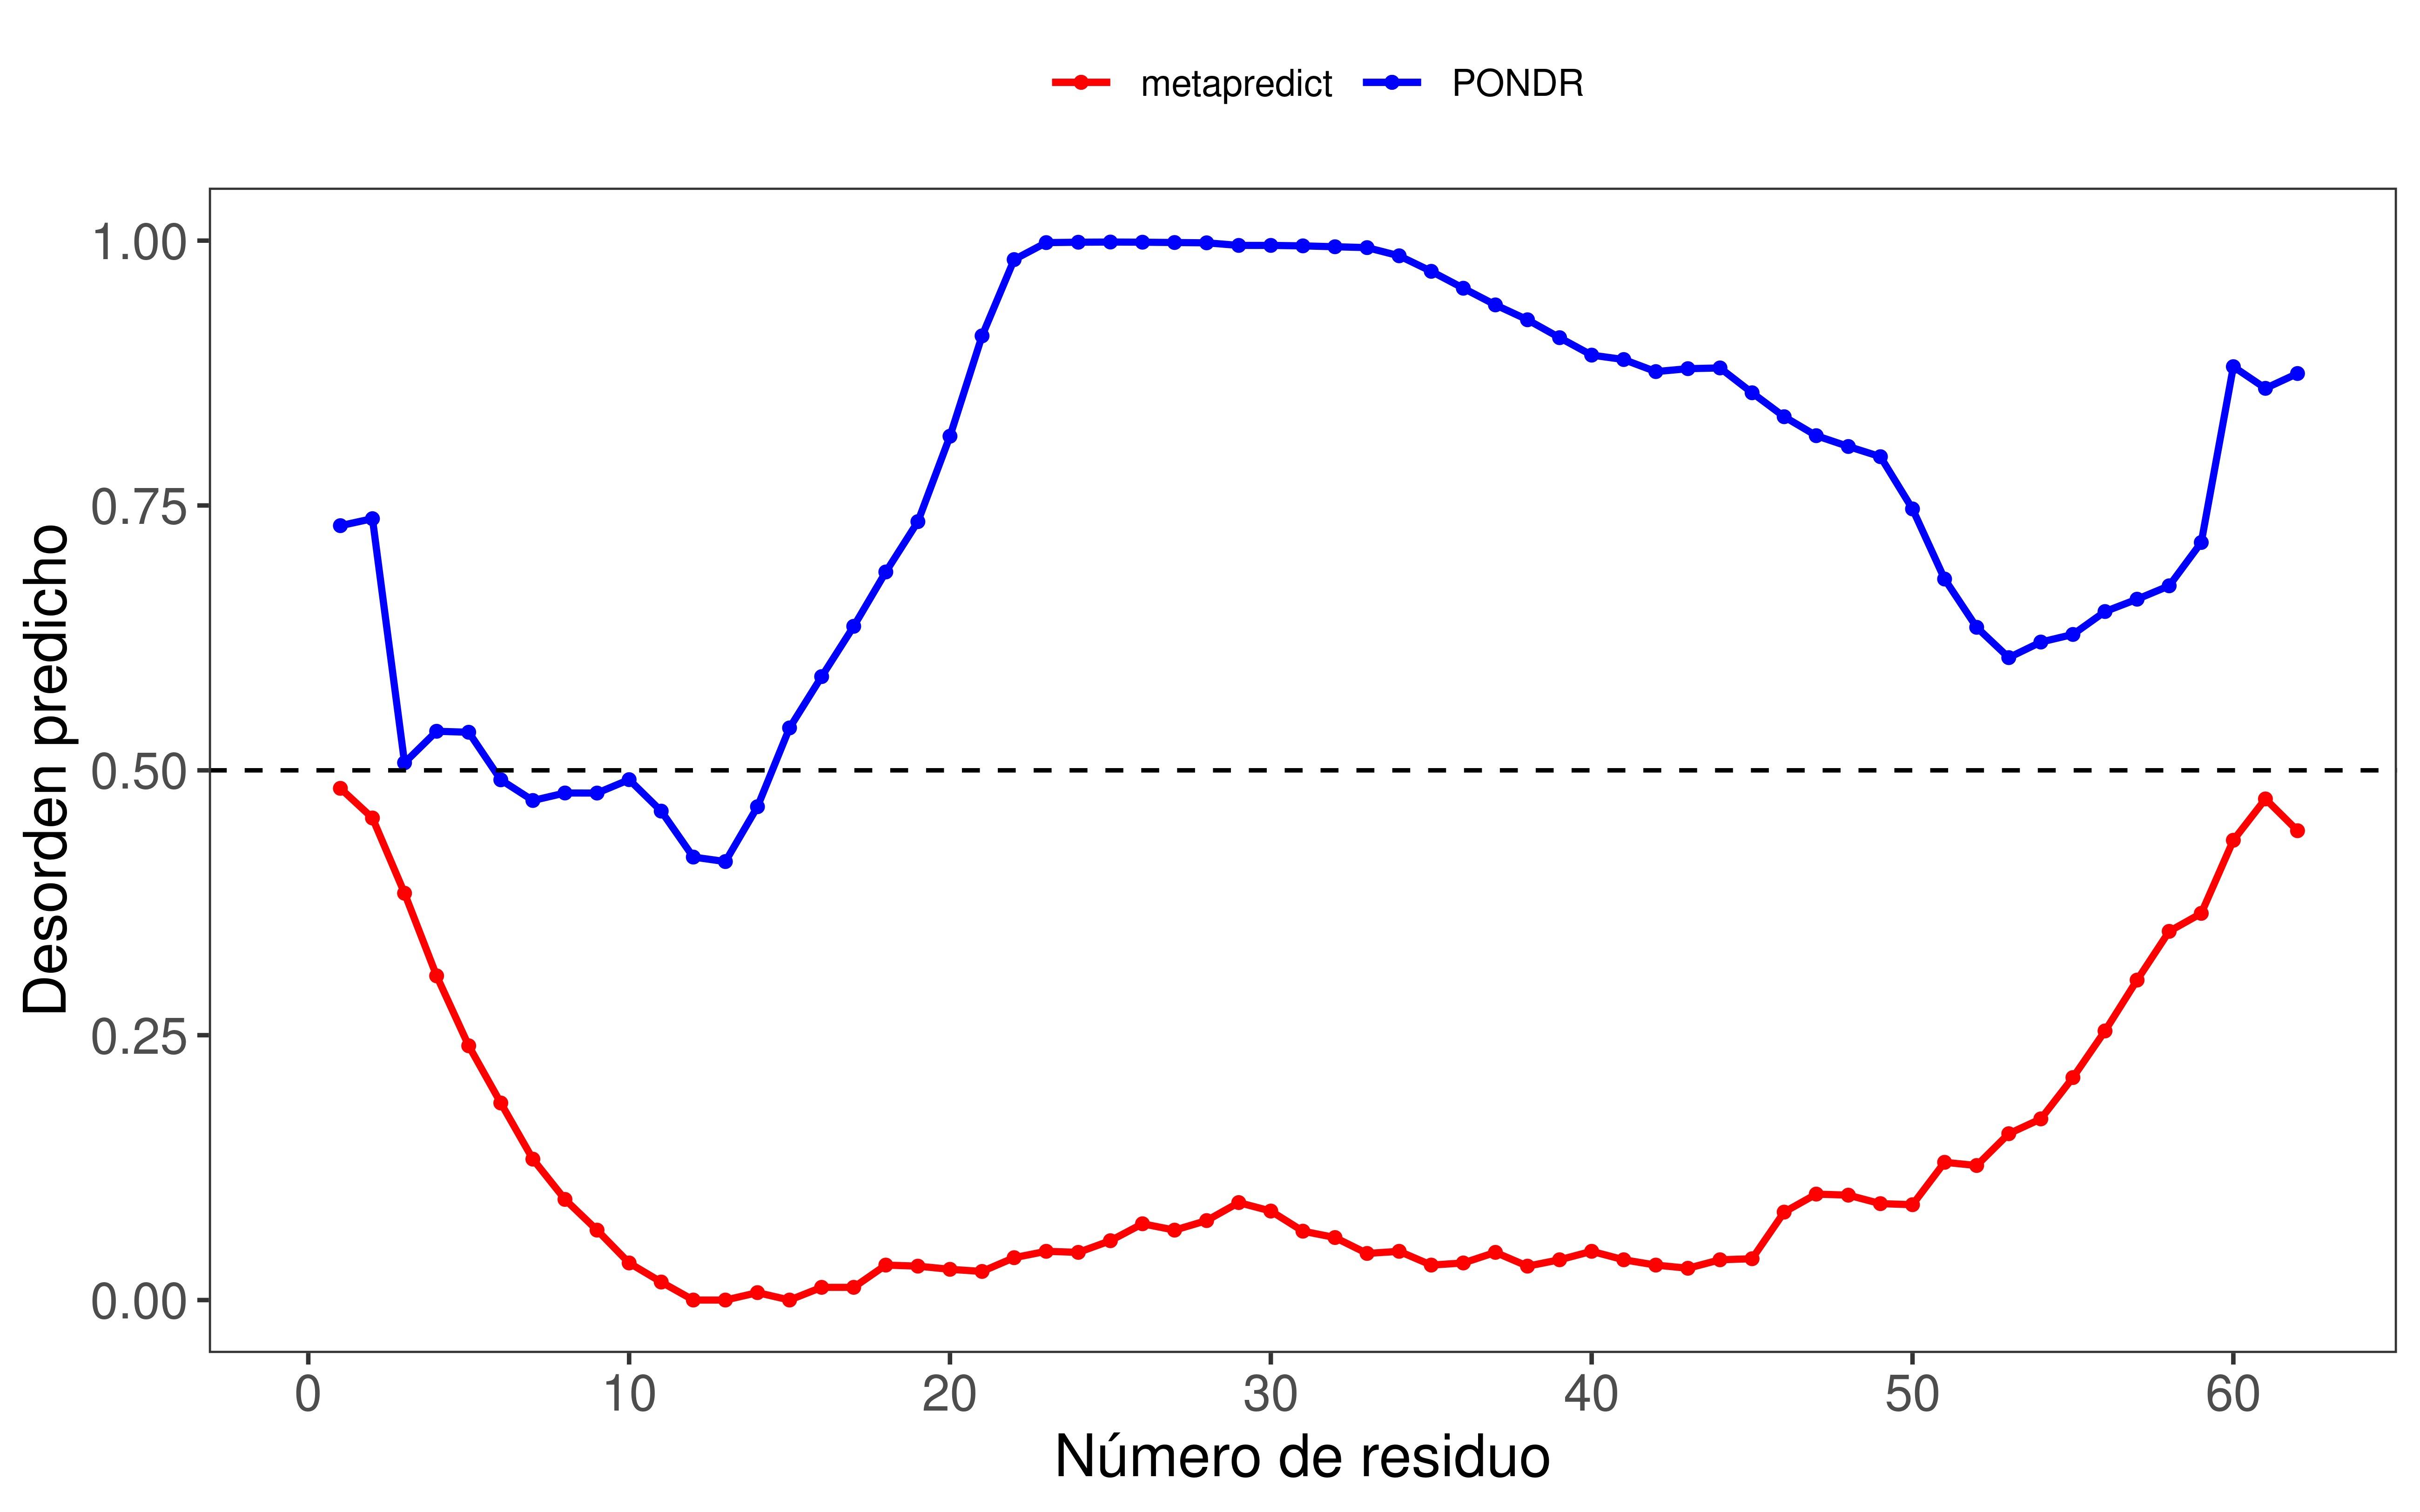 metapredict PONDR
1.00
0.75
0.50
0.25
0.00
Desorden predicho
0 10 20 30 40 50 60
Número de residuo